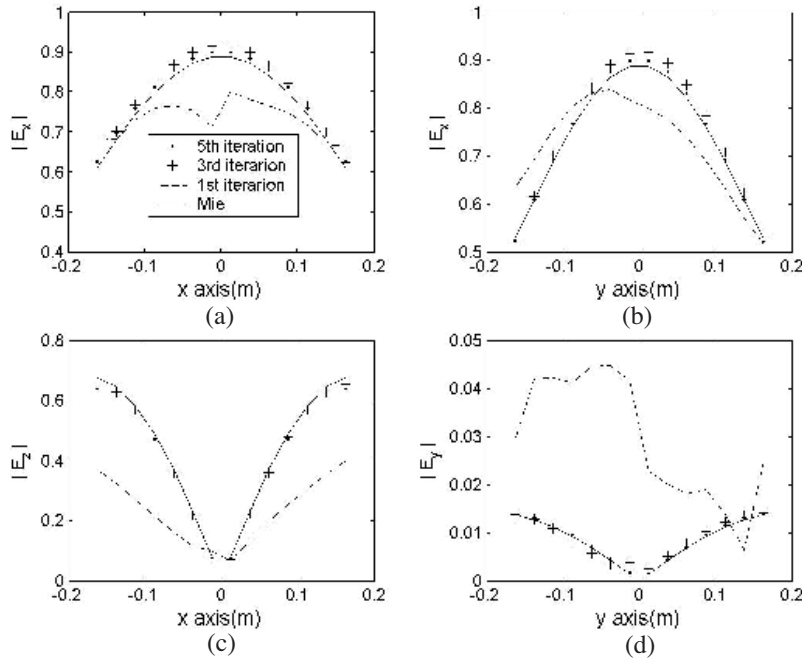 1
0.9
0.8
0.7
0.6
0.5
0.4
-0.2 -0.1 0 0.1 0.2
|E_x|
x axis(m)
5th iteration
3rd iterarion
1st iterarion
Mie
(a)
1
0.9
0.8
0.7
0.6
0.5
-0.2 -0.1 0 0.1 0.2
|E_x|
y axis(m)
(b)
0.8
0.6
0.4
0.2
0
-0.2 -0.1 0 0.1 0.2
|E_z|
x axis(m)
(c)
0.05
0.04
0.03
0.02
0.01
0
-0.2 -0.1 0 0.1 0.2
|E_y|
y axis(m)
(d)